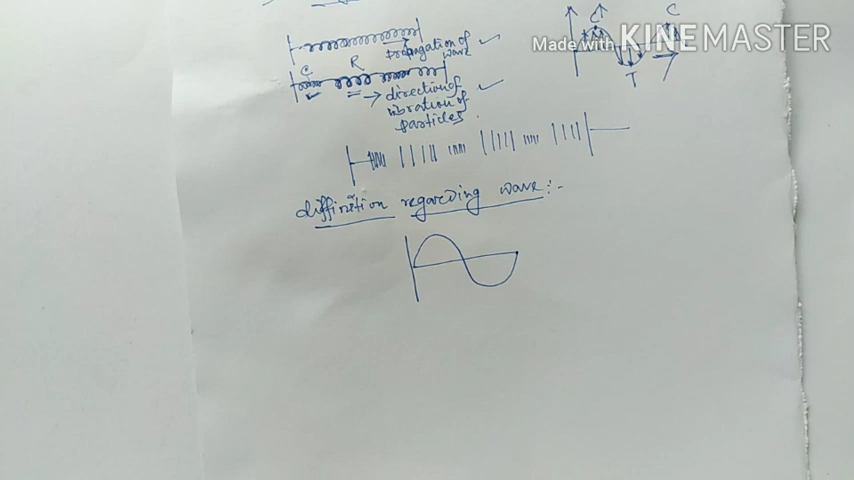 C
C
Made with KINEMASTER
propagation of
wave
R
C
T
direction of
vibration of
particles.
diffinition regarding wave :-